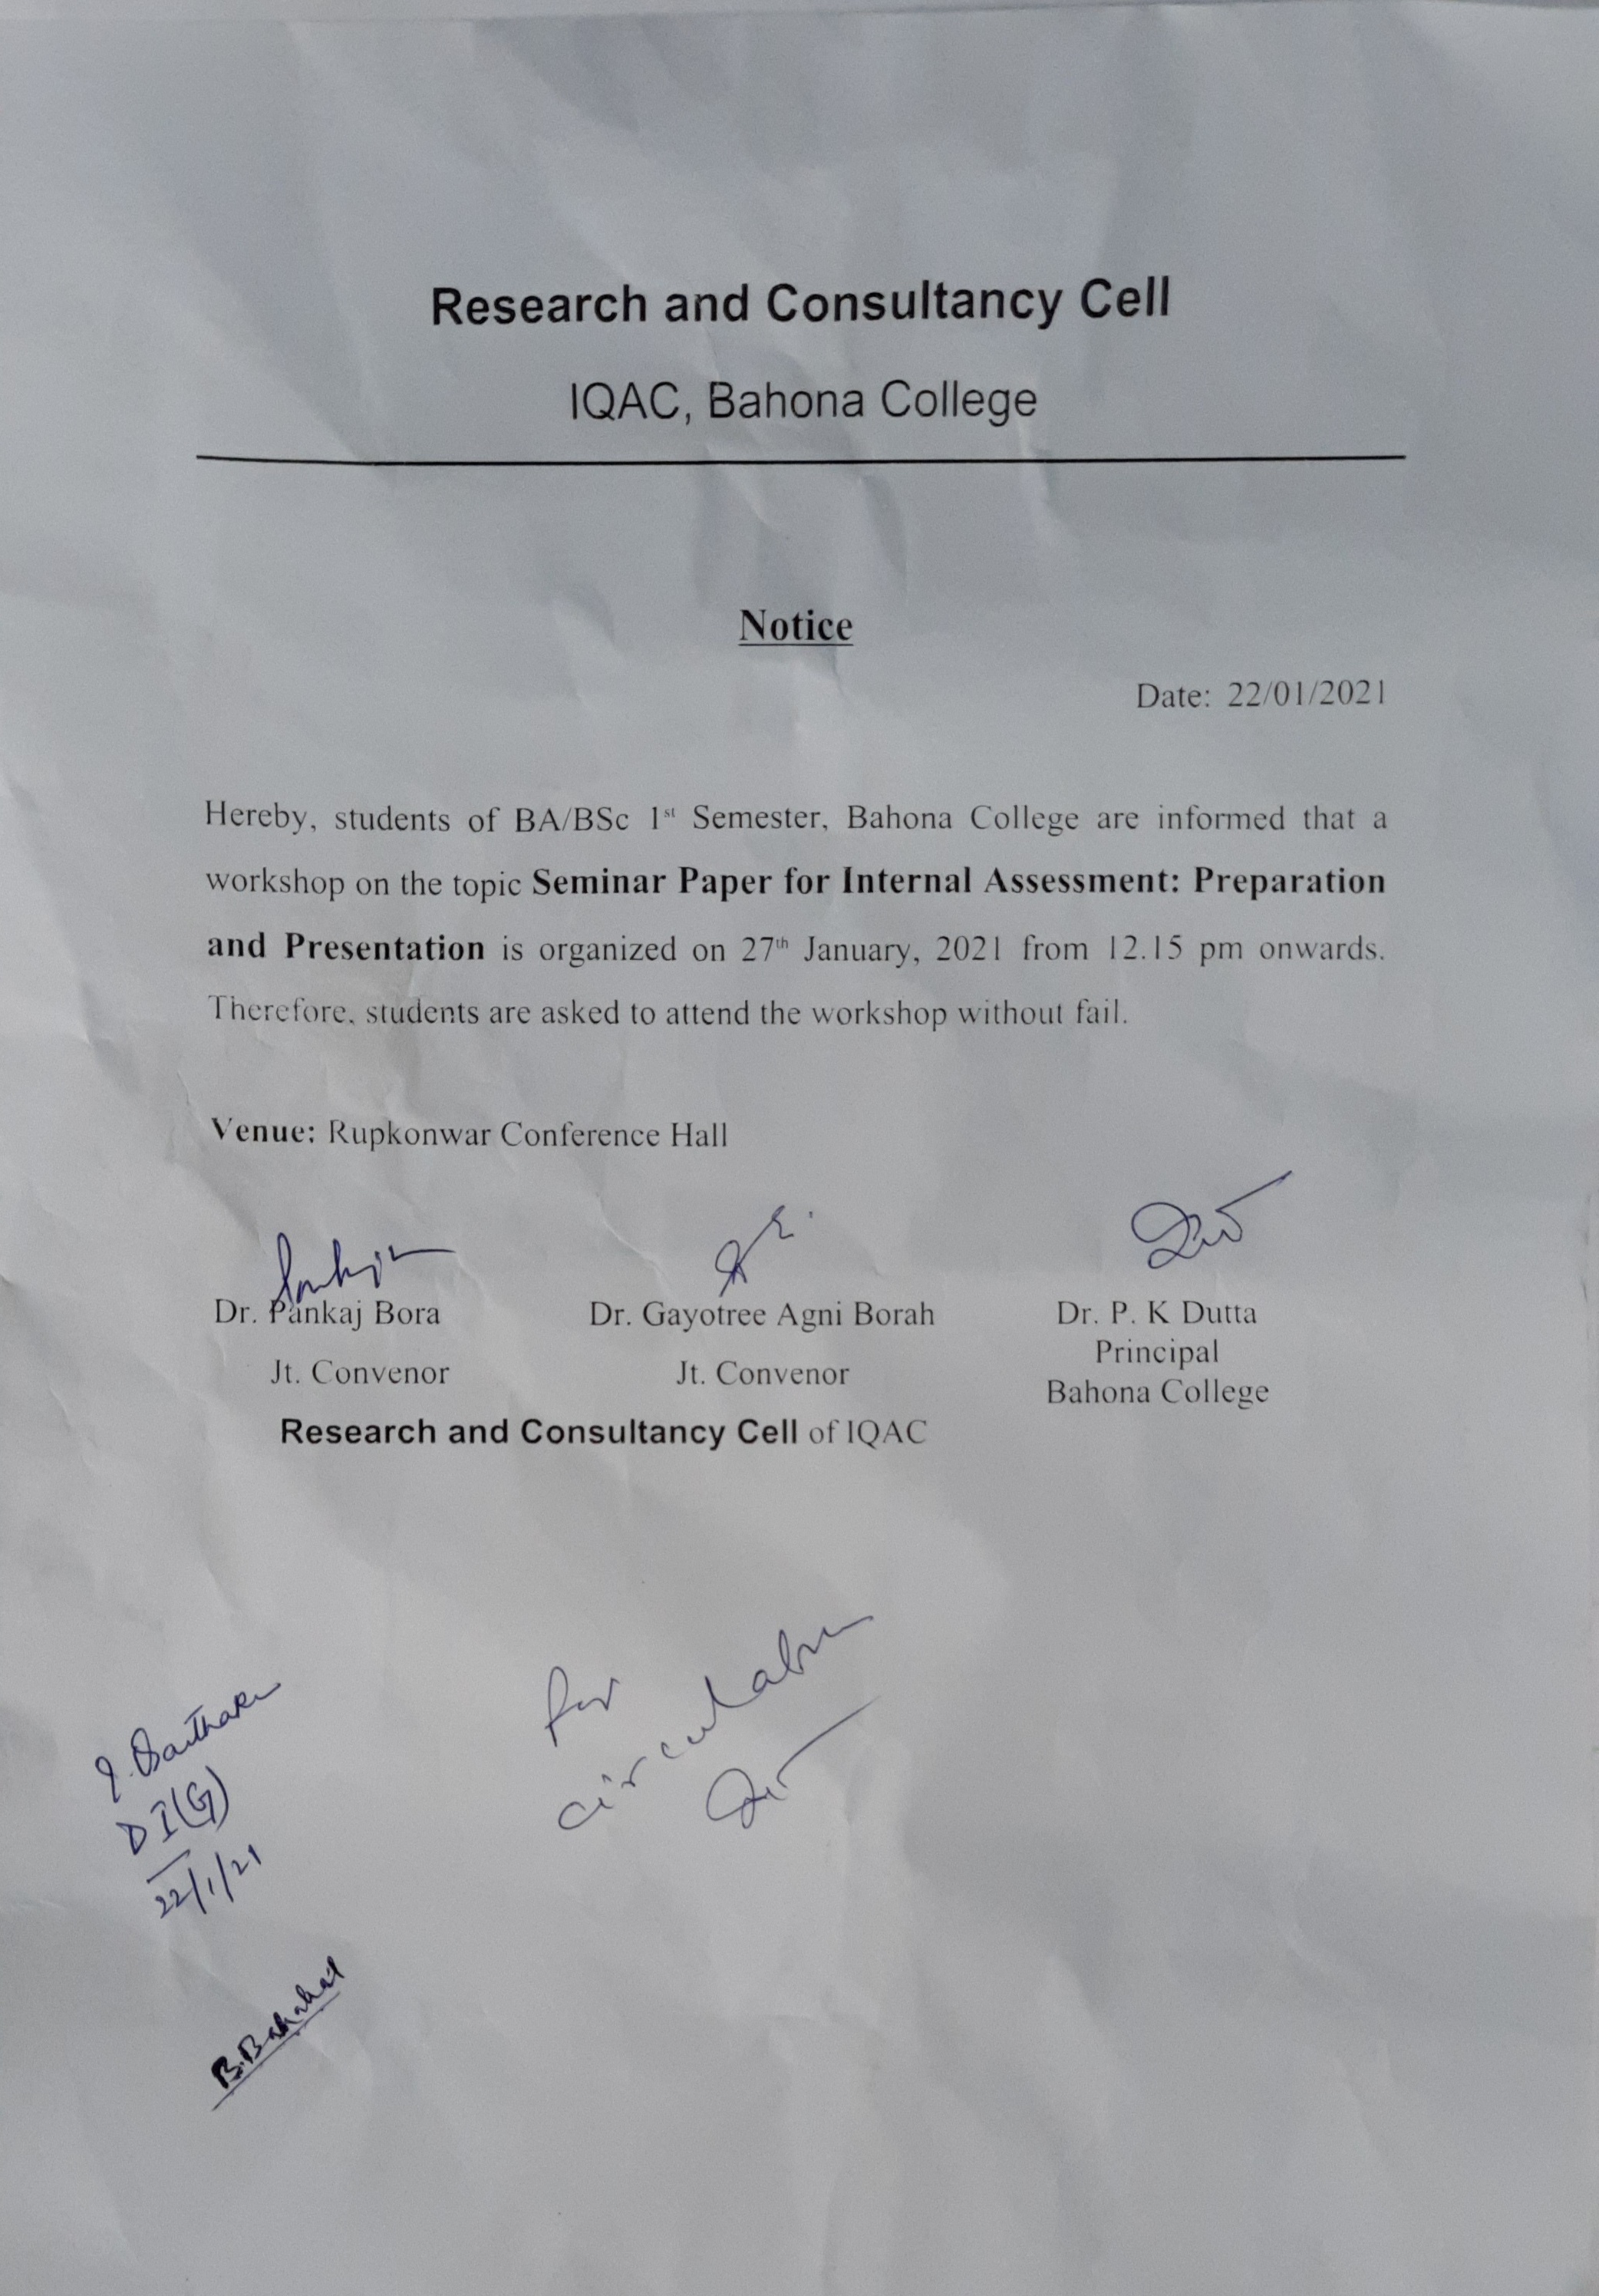 Research and Consultancy Cell
IQAC, Bahona College
Notice
Date: 22/01/2021
Hereby, students of BA/BSc 1st Semester, Bahona College are informed that a
workshop on the topic Seminar Paper for Internal Assessment: Preparation
and Presentation is organized on 27th January, 2021 from 12.15 pm onwards.
Therefore, students are asked to attend the workshop without fail.
Venue: Rupkonwar Conference Hall
Dr. Pankaj Bora
Jt. Convenor
Dr. Gayotree Agni Borah
Jt. Convenor
Research and Consultancy Cell of IQAC
Dr. P. K Dutta
Principal
Bahona College
for
circulation
DI(G)
22/1/21